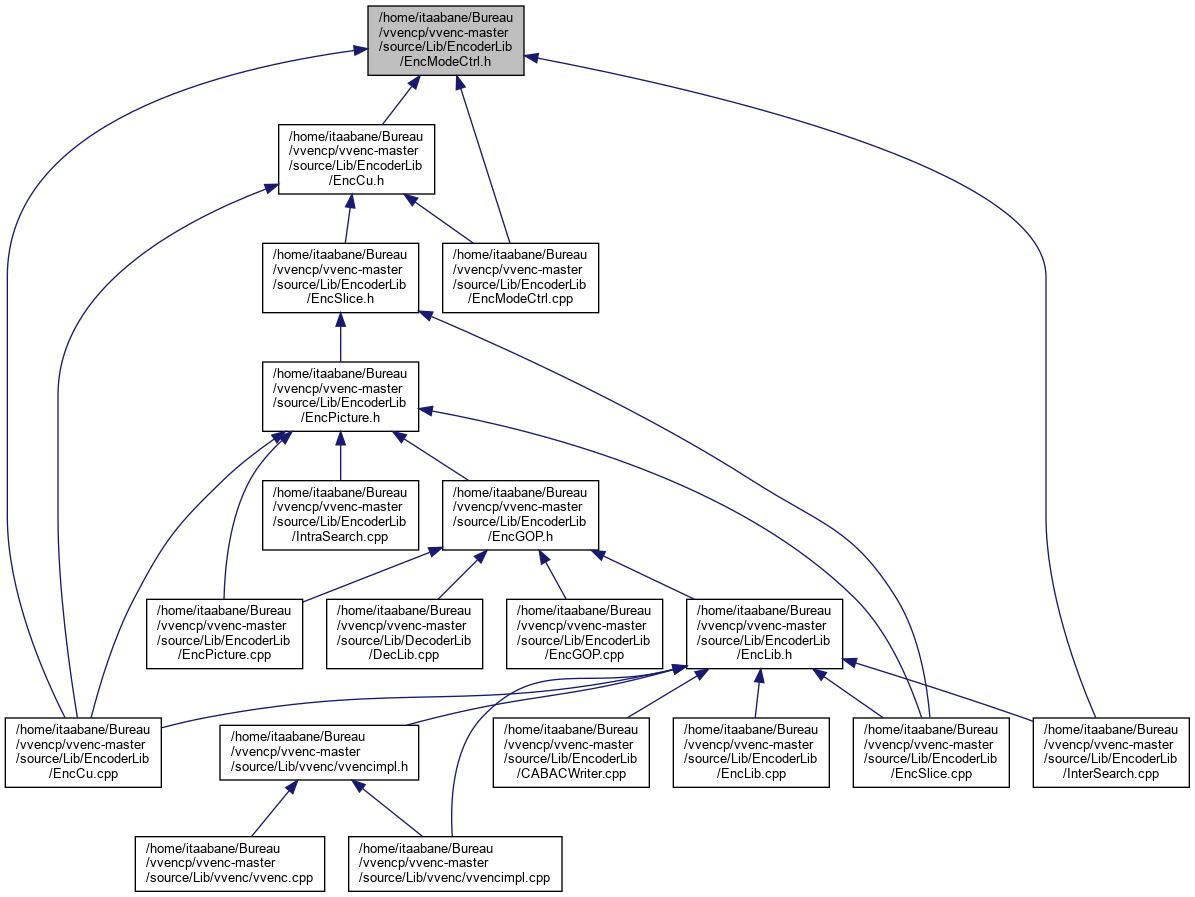 /home/itaabane/Bureau
/vvencp/vvenc-master
/source/Lib/EncoderLib
/EncModeCtrl.h
/home/itaabane/Bureau
/vvencp/vvenc-master
/source/Lib/EncoderLib
/EncCu.h
/home/itaabane/Bureau
/vvencp/vvenc-master
/source/Lib/EncoderLib
/EncSlice.h
/home/itaabane/Bureau
/vvencp/vvenc-master
/source/Lib/EncoderLib
/EncModeCtrl.cpp
/home/itaabane/Bureau
/vvencp/vvenc-master
/source/Lib/EncoderLib
/EncPicture.h
/home/itaabane/Bureau
/vvencp/vvenc-master
/source/Lib/EncoderLib
/IntraSearch.cpp
/home/itaabane/Bureau
/vvencp/vvenc-master
/source/Lib/EncoderLib
/EncGOP.h
/home/itaabane/Bureau
/vvencp/vvenc-master
/source/Lib/EncoderLib
/EncPicture.cpp
/home/itaabane/Bureau
/vvencp/vvenc-master
/source/Lib/DecoderLib
/DecLib.cpp
/home/itaabane/Bureau
/vvencp/vvenc-master
/source/Lib/EncoderLib
/EncGOP.cpp
/home/itaabane/Bureau
/vvencp/vvenc-master
/source/Lib/EncoderLib
/EncLib.h
/home/itaabane/Bureau
/vvencp/vvenc-master
/source/Lib/EncoderLib
/EncCu.cpp
/home/itaabane/Bureau
/vvencp/vvenc-master
/source/Lib/vvenc/vvencimpl.h
/home/itaabane/Bureau
/vvencp/vvenc-master
/source/Lib/EncoderLib
/CABACWriter.cpp
/home/itaabane/Bureau
/vvencp/vvenc-master
/source/Lib/EncoderLib
/EncLib.cpp
/home/itaabane/Bureau
/vvencp/vvenc-master
/source/Lib/EncoderLib
/EncSlice.cpp
/home/itaabane/Bureau
/vvencp/vvenc-master
/source/Lib/EncoderLib
/InterSearch.cpp
/home/itaabane/Bureau
/vvencp/vvenc-master
/source/Lib/vvenc/vvenc.cpp
/home/itaabane/Bureau
/vvencp/vvenc-master
/source/Lib/vvenc/vvencimpl.cpp